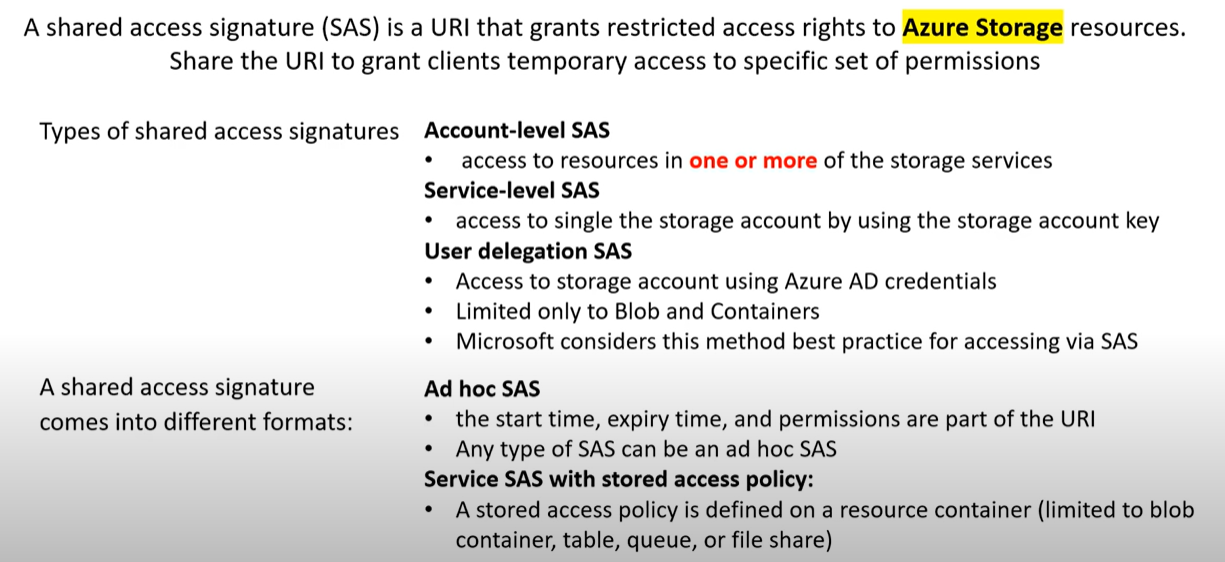 A shared access signature (SAS) is a URI that grants restricted access rights to Azure Storage resources.
Share the URI to grant clients temporary access to specific set of permissions
Types of shared access signatures
Account-level SAS
• access to resources in one or more of the storage services
Service-level SAS
• access to single the storage account by using the storage account key
User delegation SAS
• Access to storage account using Azure AD credentials
• Limited only to Blob and Containers
• Microsoft considers this method best practice for accessing via SAS
A shared access signature
comes into different formats:
Ad hoc SAS
• the start time, expiry time, and permissions are part of the URI
• Any type of SAS can be an ad hoc SAS
Service SAS with stored access policy:
• A stored access policy is defined on a resource container (limited to blob
container, table, queue, or file share)